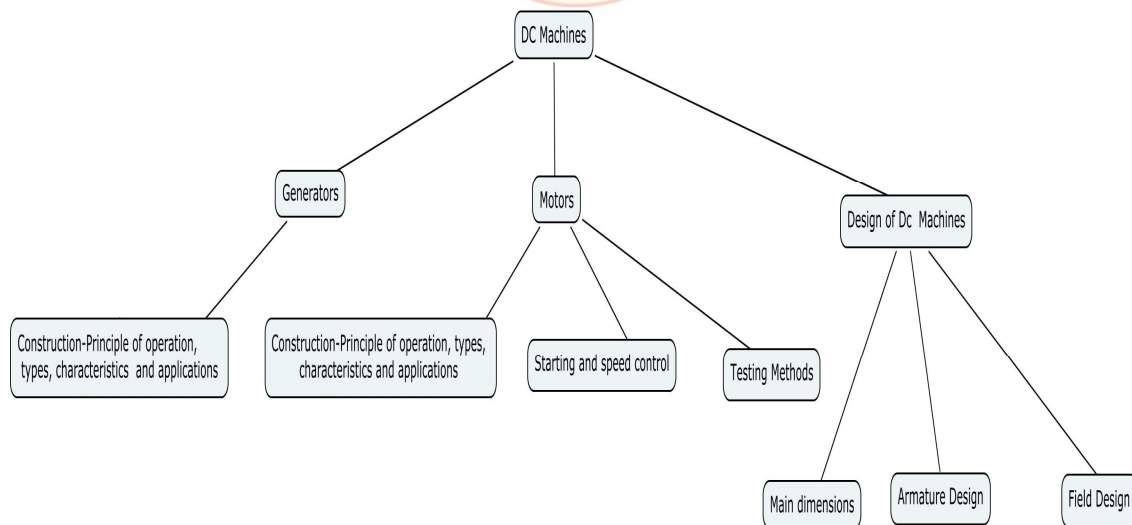 DC Machines
Generators
Motors
Design of Dc Machines
Construction-Principle of operation,
types, characteristics and applications
Construction-Principle of operation, types,
characteristics and applications
Starting and speed control
Testing Methods
Main dimensions
Armature Design
Field Design